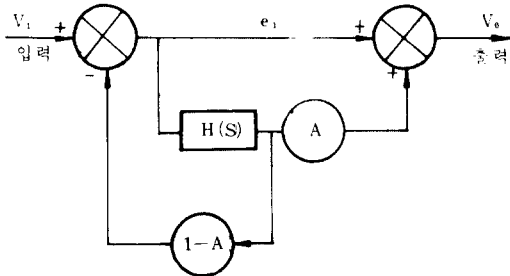 V₁ + e₁ + V₀
입력 - + 출력
H(S) A
1-A